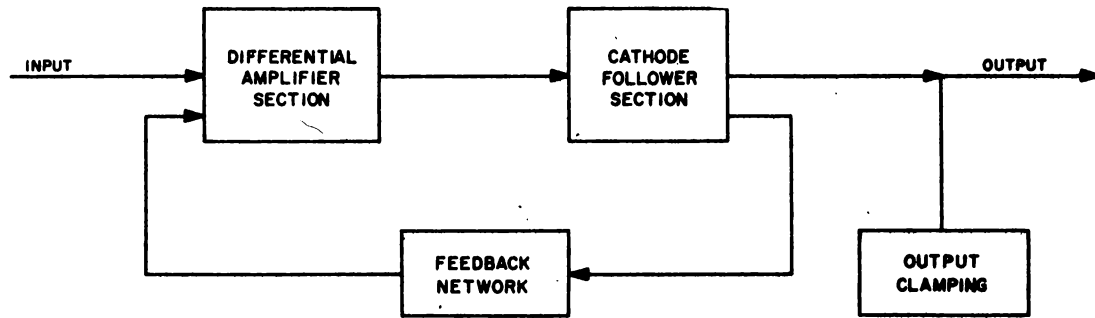 INPUT
DIFFERENTIAL
AMPLIFIER
SECTION
CATHODE
FOLLOWER
SECTION
OUTPUT
FEEDBACK
NETWORK
OUTPUT
CLAMPING